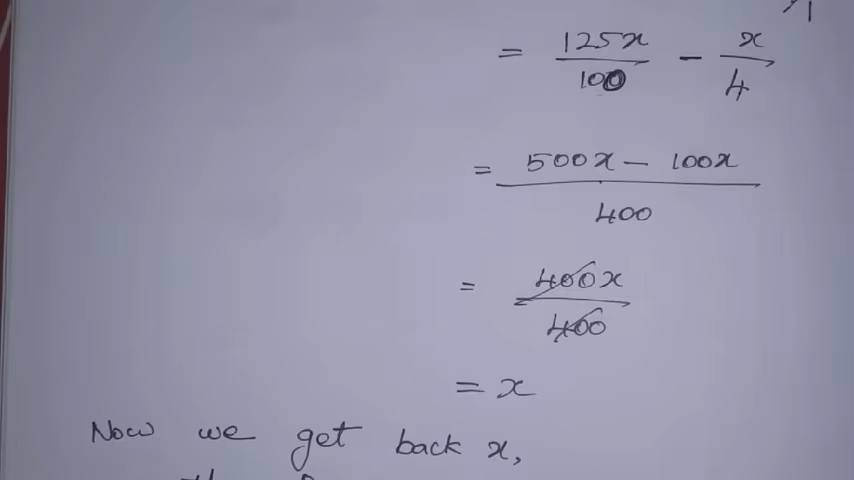 = 125x/100 - x/4
= 500x - 100x / 400
= 400x/400
= x
Now we get back x,